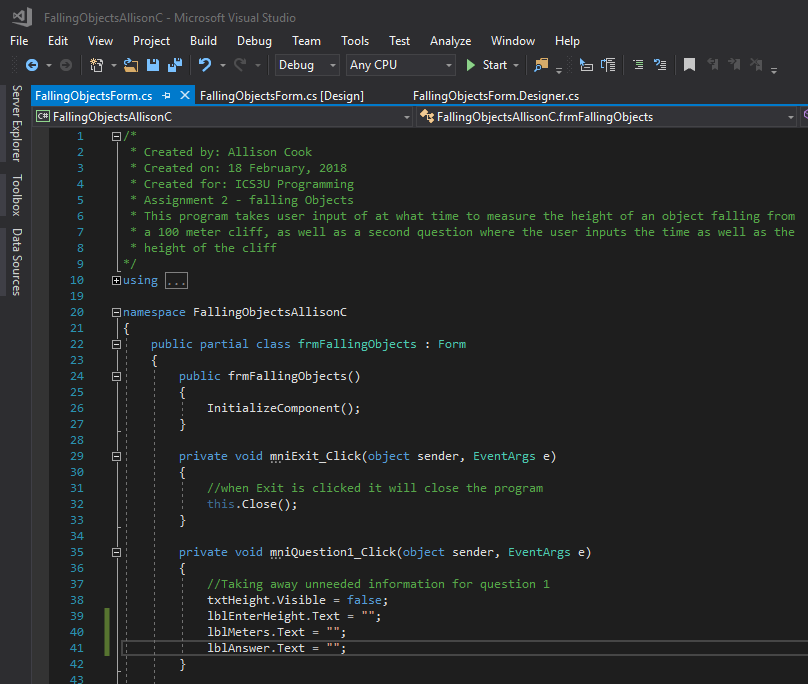 FallingObjectsAllisonC - Microsoft Visual Studio
File Edit View Project Build Debug Team Tools Test Analyze Window Help
Debug Any CPU Start
FallingObjectsForm.cs FallingObjectsForm.cs [Design] FallingObjectsForm.Designer.cs
C# FallingObjectsAllisonC FallingObjectsAllisonC.frmFallingObjects
Server Explorer
Toolbox
Data Sources
1 /*
2 * Created by: Allison Cook
3 * Created on: 18 February, 2018
4 * Created for: ICS3U Programming
5 * Assignment 2 - falling Objects
6 * This program takes user input of at what time to measure the height of an object falling from
7 * a 100 meter cliff, as well as a second question where the user inputs the time as well as the
8 * height of the cliff
9 */
10 using ...
19
20 namespace FallingObjectsAllisonC
21 {
22 public partial class frmFallingObjects : Form
23 {
24 public frmFallingObjects()
25 {
26 InitializeComponent();
27 }
28
29 private void mniExit_Click(object sender, EventArgs e)
30 {
31 //when Exit is clicked it will close the program
32 this.Close();
33 }
34
35 private void mniQuestion1_Click(object sender, EventArgs e)
36 {
37 //Taking away unneeded information for question 1
38 txtHeight.Visible = false;
39 lblEnterHeight.Text = "";
40 lblMeters.Text = "";
41 lblAnswer.Text = "";
42 }
43